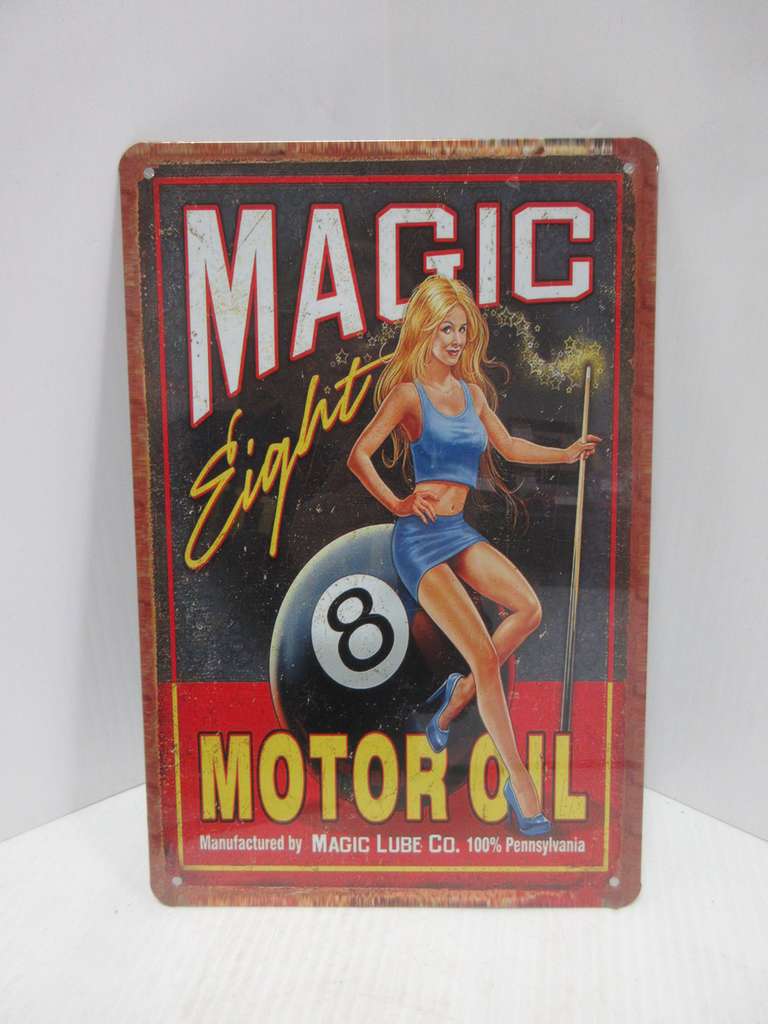 MAGIC
Eight
8
MOTOR OIL
Manufactured by MAGIC LUBE CO. 100% Pennsylvania